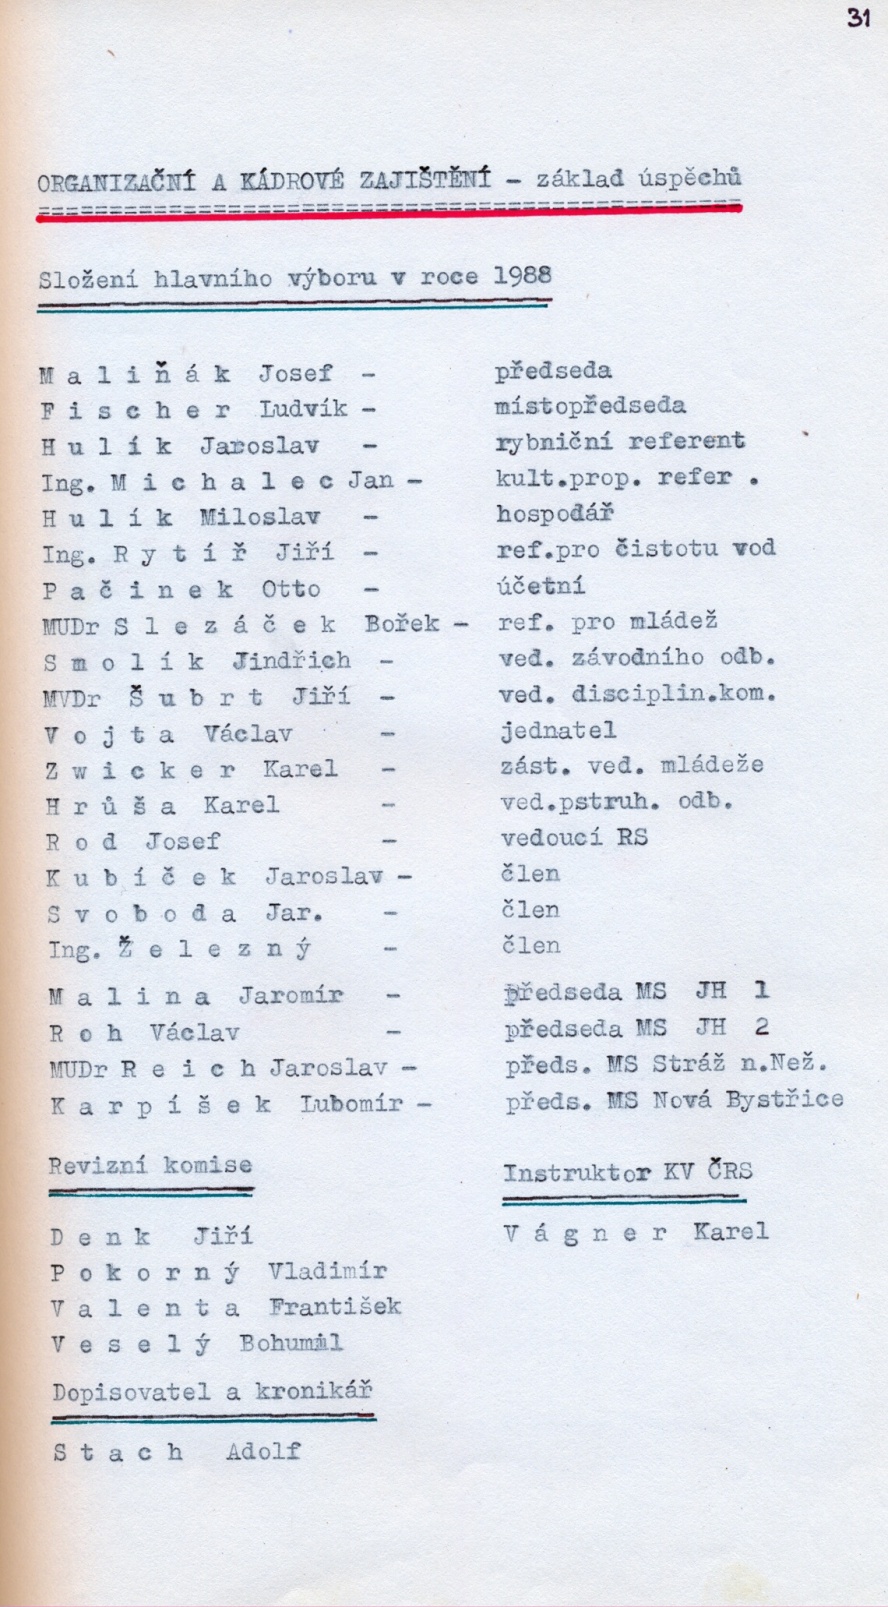 31
ORGANIZAČNÍ A KÁDROVÉ ZAJIŠTĚNÍ - základ úspěchů
Složení hlavního výboru v roce 1988
M a l i ň á k  Josef  -  předseda
F i s c h e r  Ludvík -  místopředseda
H u l í k  Jaroslav  -  rybniční referent
Ing. M i c h a l e c Jan -  kult.prop. refer .
H u l í k  Miloslav  -  hospodář
Ing. R y t í ř  Jiří  -  ref.pro čistotu vod
P a č i n e k  Otto  -  účetní
MUDr S l e z á č e k  Bořek -  ref. pro mládež
S m o l í k  Jindřich  -  ved. závodního odb.
MVDr  Š u b r t  Jiří  -  ved. disciplin.kom.
V o j t a  Václav  -  jednatel
Z w i c k e r  Karel  -  zást. ved. mládeže
H r ů š a  Karel  -  ved.pstruh. odb.
R o d  Josef  -  vedoucí RS
K u b í č e k  Jaroslav -  člen
S v o b o d a  Jar.  -  člen
Ing. Ž e l e z n ý  -  člen
M a l i n a  Jaromír  -  předseda MS  JH  1
R o h  Václav  -  předseda MS  JH  2
MUDr R e i c h Jaroslav -  předs. MS Stráž n.Než.
K a r p í š e k  Lubomír -  předs. MS Nová Bystřice
Revizní komise
D e n k  Jiří
P o k o r n ý  Vladimír
V a l e n t a  František
V e s e l ý  Bohumil
Instruktor KV ČRS
V á g n e r  Karel
Dopisovatel a kronikář
S t a c h  Adolf